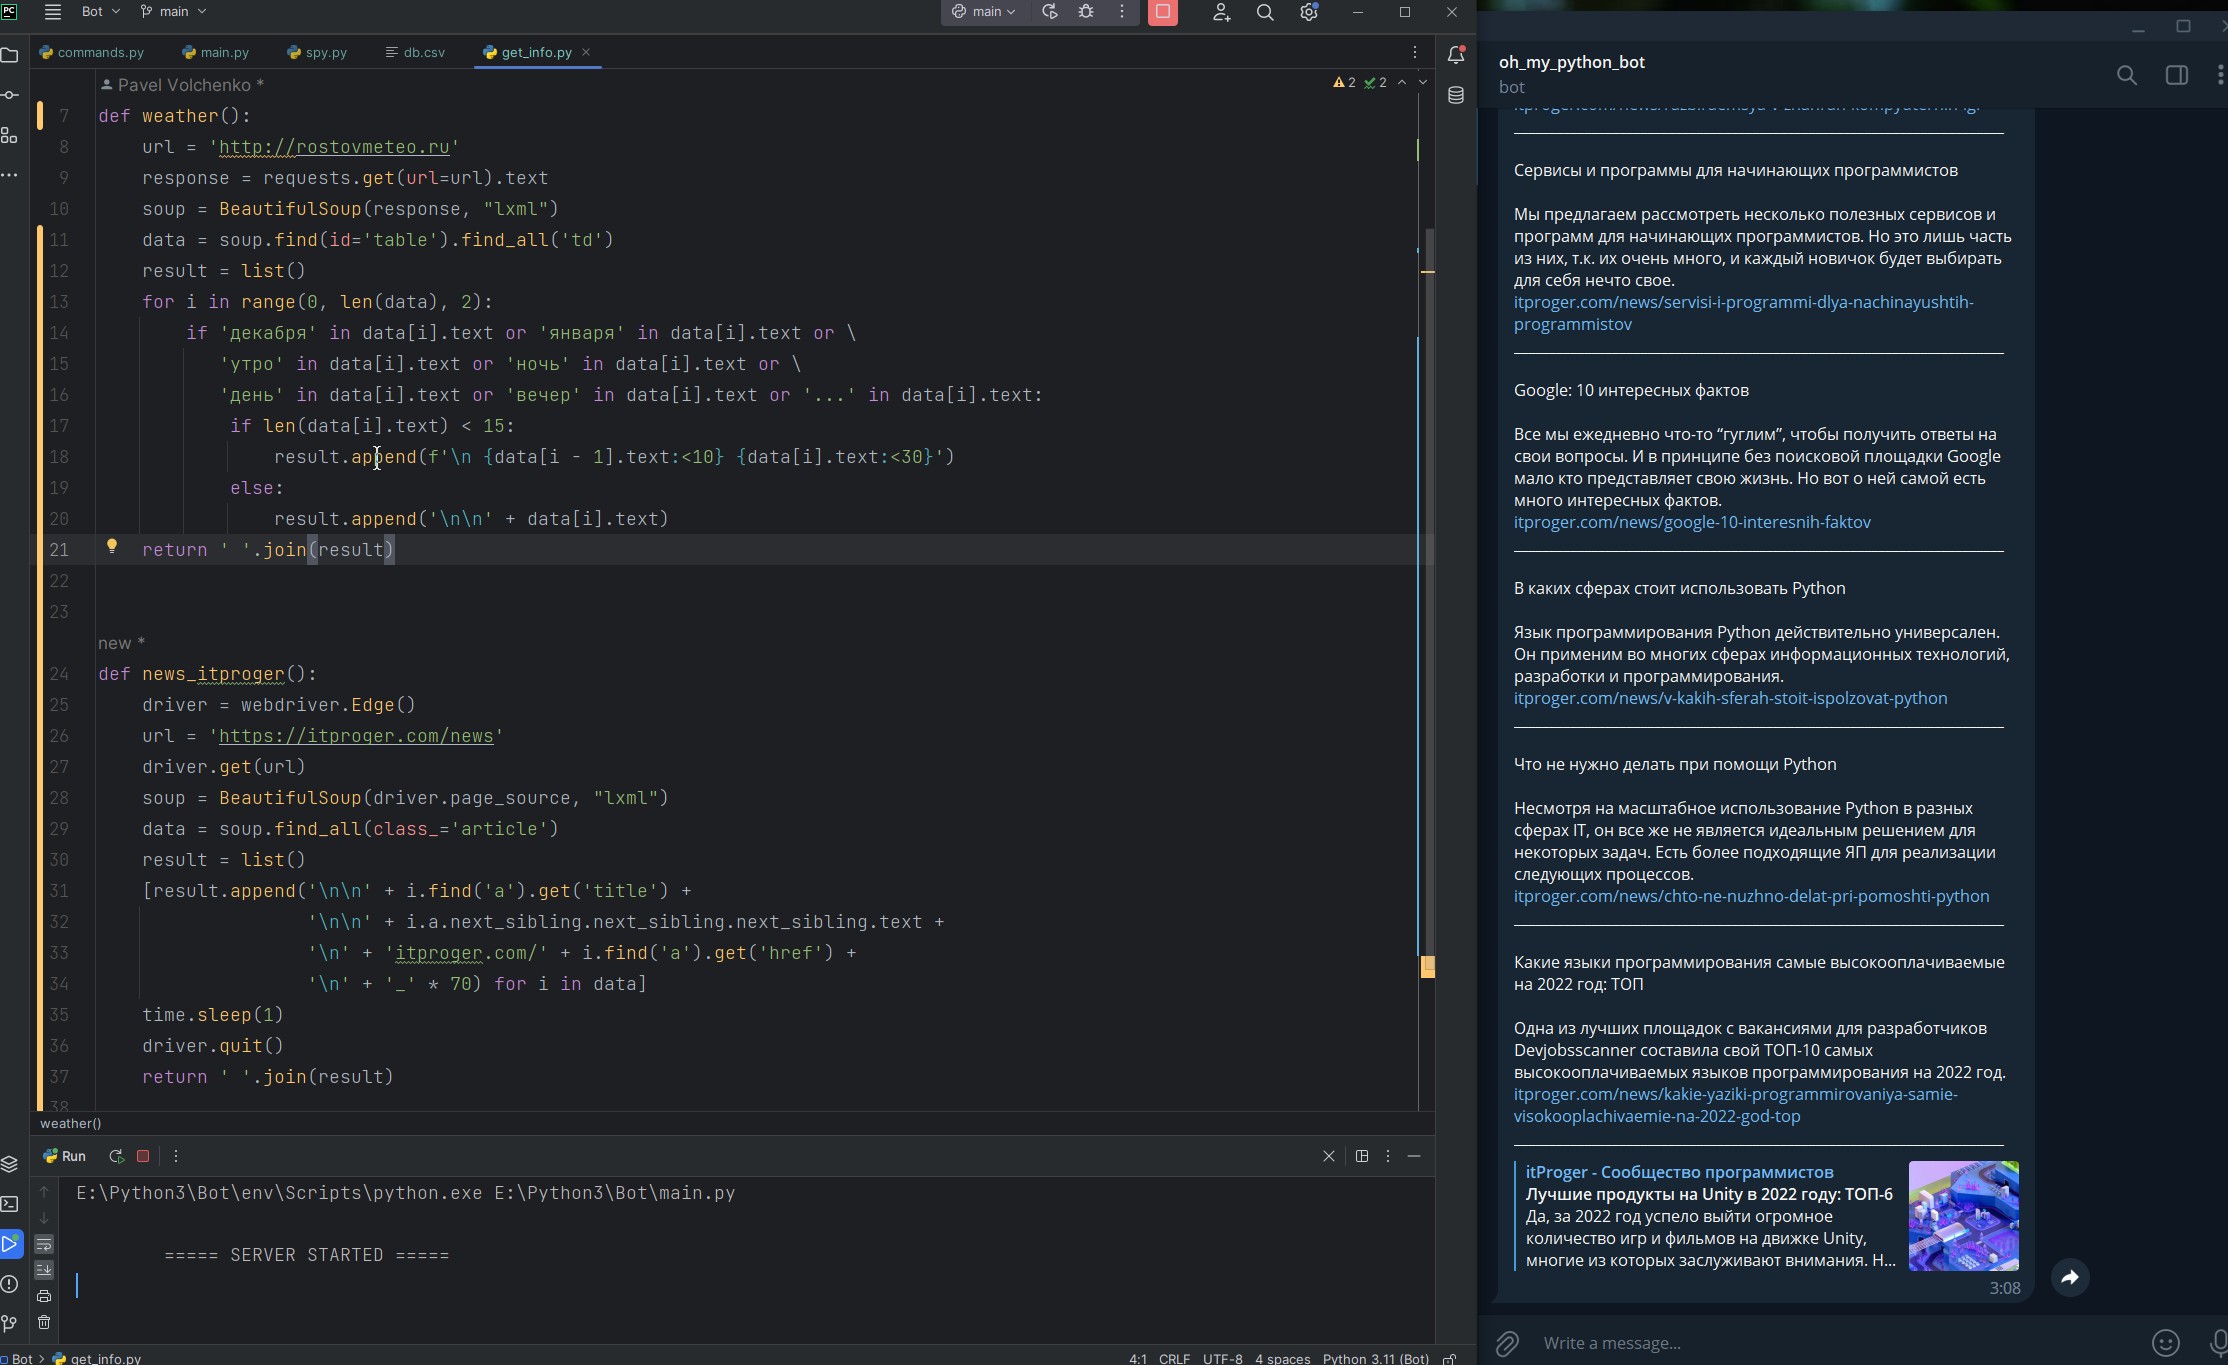 PC Bot main main
commands.py main.py spy.py db.csv get_info.py
Pavel Volchenko *
2 2
7 def weather():
8 url = 'http://rostovmeteo.ru'
9 response = requests.get(url=url).text
10 soup = BeautifulSoup(response, "lxml")
11 data = soup.find(id='table').find_all('td')
12 result = list()
13 for i in range(0, len(data), 2):
14 if 'декабря' in data[i].text or 'января' in data[i].text or \
15 'утро' in data[i].text or 'ночь' in data[i].text or \
16 'день' in data[i].text or 'вечер' in data[i].text or '...' in data[i].text:
17 if len(data[i].text) < 15:
18 result.append(f'\n {data[i - 1].text:<10} {data[i].text:<30}')
19 else:
20 result.append('\n\n' + data[i].text)
21 return ' '.join(result)
22
23
new *
24 def news_itproger():
25 driver = webdriver.Edge()
26 url = 'https://itproger.com/news'
27 driver.get(url)
28 soup = BeautifulSoup(driver.page_source, "lxml")
29 data = soup.find_all(class_='article')
30 result = list()
31 [result.append('\n\n' + i.find('a').get('title') +
32 '\n\n' + i.a.next_sibling.next_sibling.next_sibling.text +
33 '\n' + 'itproger.com/' + i.find('a').get('href') +
34 '\n' + '_' * 70) for i in data]
35 time.sleep(1)
36 driver.quit()
37 return ' '.join(result)
38
weather()
Run
E:\Python3\Bot\env\Scripts\python.exe E:\Python3\Bot\main.py
===== SERVER STARTED =====
Bot > get_info.py
4:1 CRLF UTF-8 4 spaces Python 3.11 (Bot)
oh_my_python_bot
bot
Сервисы и программы для начинающих программистов
Мы предлагаем рассмотреть несколько полезных сервисов и
программ для начинающих программистов. Но это лишь часть
из них, т.к. их очень много, и каждый новичок будет выбирать
для себя нечто свое.
itproger.com/news/servisi-i-programmi-dlya-nachinayushtih-
programmistov
Google: 10 интересных фактов
Все мы ежедневно что-то “гуглим”, чтобы получить ответы на
свои вопросы. И в принципе без поисковой площадки Google
мало кто представляет свою жизнь. Но вот о ней самой есть
много интересных фактов.
itproger.com/news/google-10-interesnih-faktov
В каких сферах стоит использовать Python
Язык программирования Python действительно универсален.
Он применим во многих сферах информационных технологий,
разработки и программирования.
itproger.com/news/v-kakih-sferah-stoit-ispolzovat-python
Что не нужно делать при помощи Python
Несмотря на масштабное использование Python в разных
сферах IT, он все же не является идеальным решением для
некоторых задач. Есть более подходящие ЯП для реализации
следующих процессов.
itproger.com/news/chto-ne-nuzhno-delat-pri-pomoshti-python
Какие языки программирования самые высокооплачиваемые
на 2022 год: ТОП
Одна из лучших площадок с вакансиями для разработчиков
Devjobsscanner составила свой ТОП-10 самых
высокооплачиваемых языков программирования на 2022 год.
itproger.com/news/kakie-yaziki-programmirovaniya-samie-
visokooplachivaemie-na-2022-god-top
itProger - Сообщество программистов
Лучшие продукты на Unity в 2022 году: ТОП-6
Да, за 2022 год успело выйти огромное
количество игр и фильмов на движке Unity,
многие из которых заслуживают внимания. Н...
3:08
Write a message...